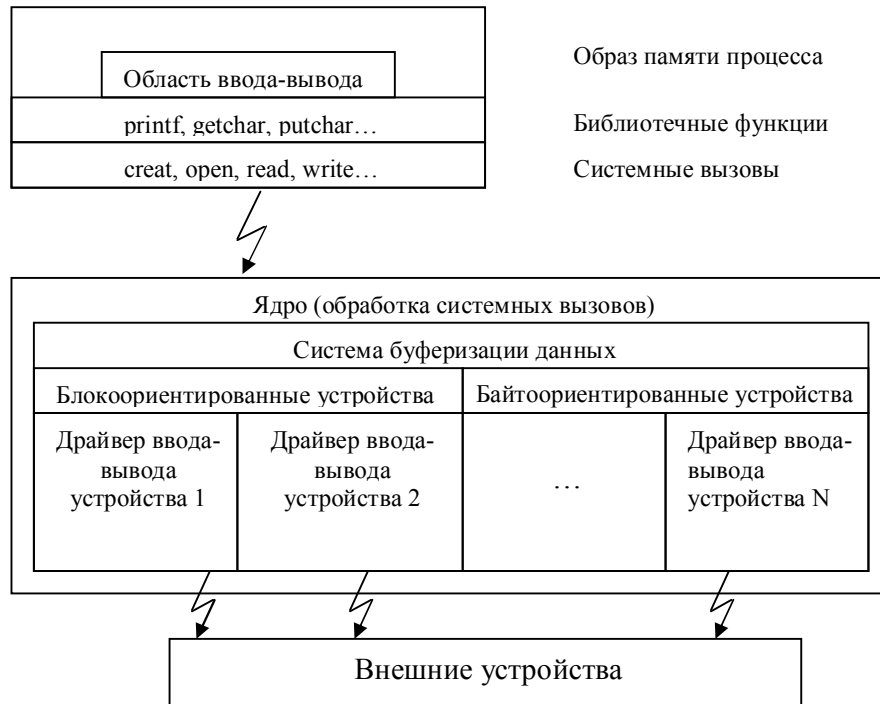 Образ памяти процесса
Область ввода-вывода
printf, getchar, putchar...
Библиотечные функции
creat, open, read, write...
Системные вызовы
Ядро (обработка системных вызовов)
Система буферизации данных
Блокоориентированные устройства
Байтоориентированные устройства
Драйвер ввода-
вывода
устройства 1
Драйвер ввода-
вывода
устройства 2
...
Драйвер ввода-
вывода
устройства N
Внешние устройства